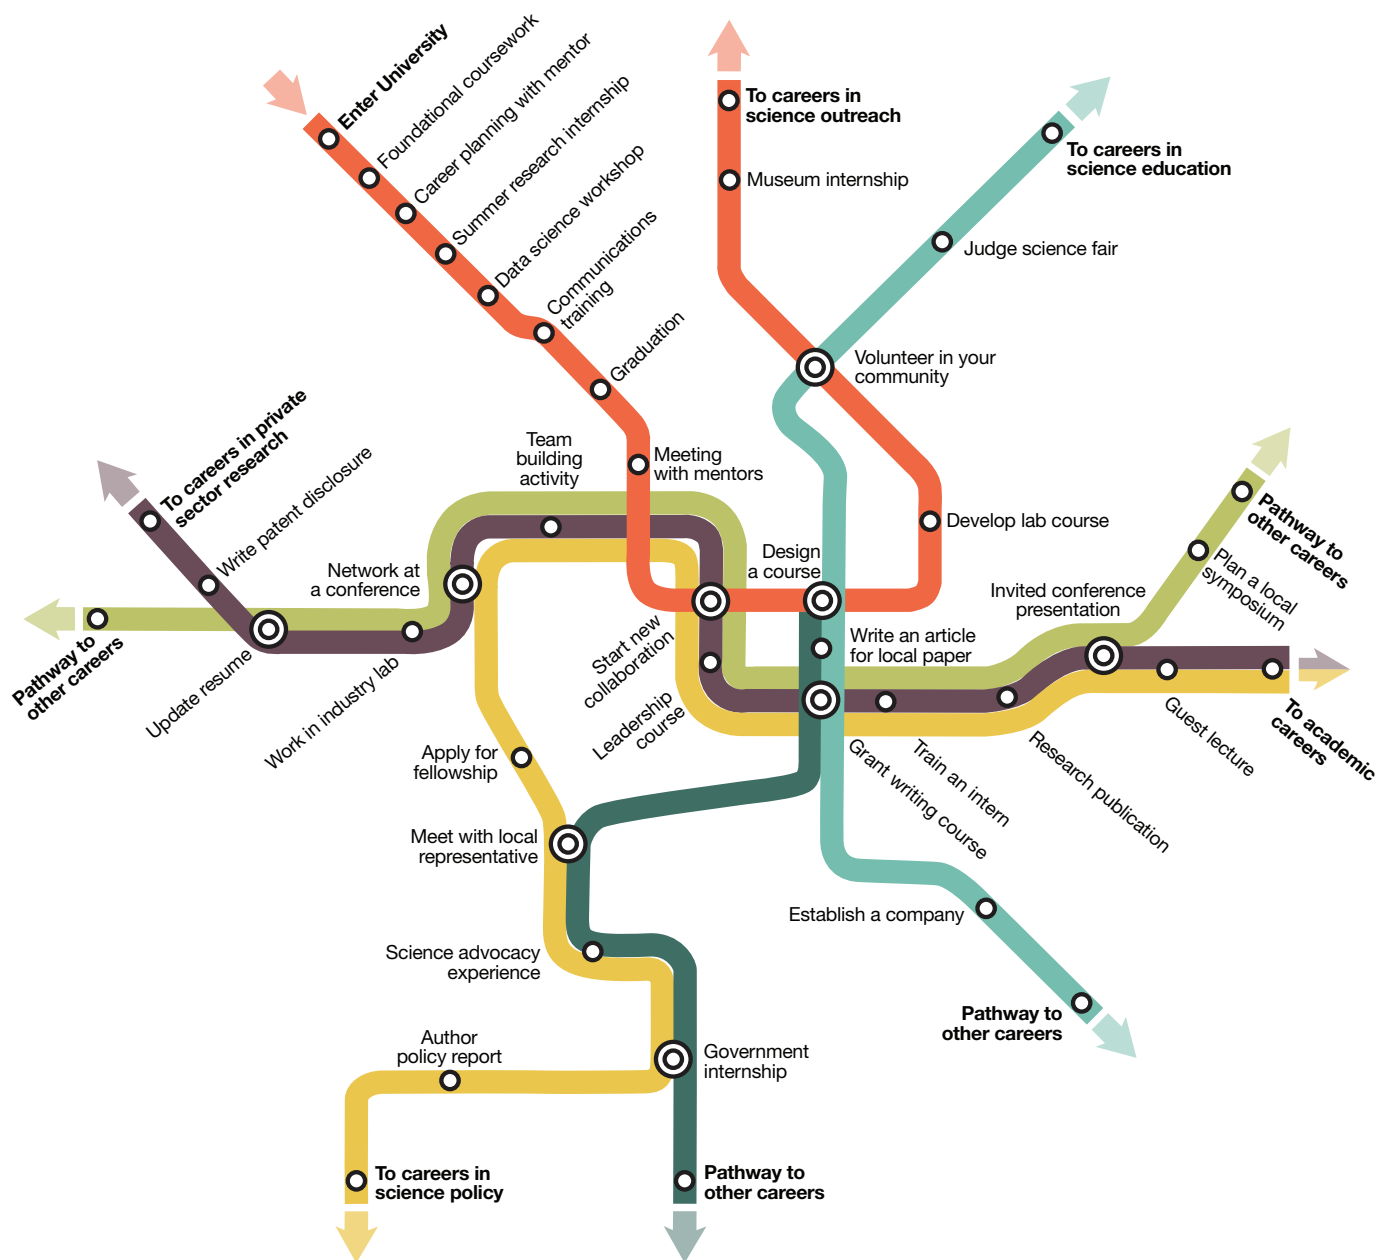 Enter University
Foundational coursework
Career planning with mentor
Summer research internship
Data science workshop
Communications
training
Graduation
Meeting
with mentors
To careers in
science outreach
Museum internship
To careers in
science education
Judge science fair
Volunteer in your
community
Develop lab course
Design
a course
Team
building
activity
To careers in private
sector research
Write patent disclosure
Network at
a conference
Pathway to
other careers
Update resume
Work in industry lab
Start new
collaboration
Leadership
course
Write an article
for local paper
Invited conference
presentation
Pathway to
other careers
Plan a local
symposium
Grant writing course
Train an intern
Research publication
Guest lecture
To academic
careers
Apply for
fellowship
Meet with local
representative
Establish a company
Science advocacy
experience
Pathway to
other careers
Author
policy report
Government
internship
To careers in
science policy
Pathway to
other careers